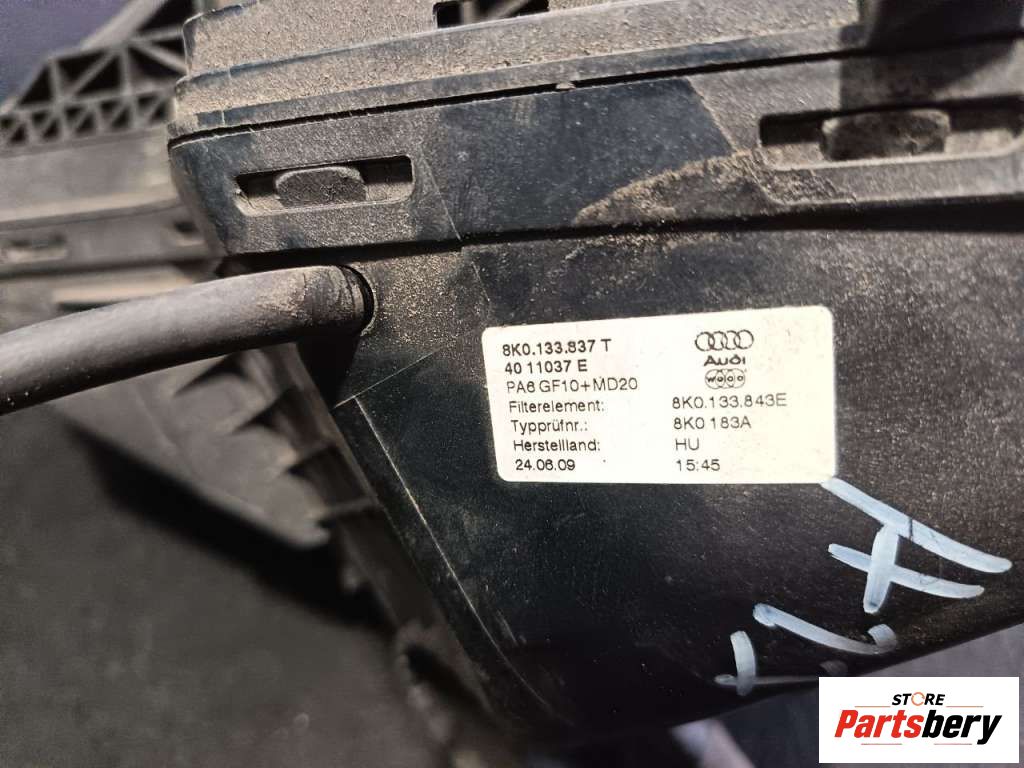 8K0.133.837 T
40 11037 E
PA6 GF10+MD20
Filterelement: 8K0.133.843E
Typprüfnr.: 8K0 183A
Herstellland: HU
24.06.09 15:45
Audi
STORE
Partsbery